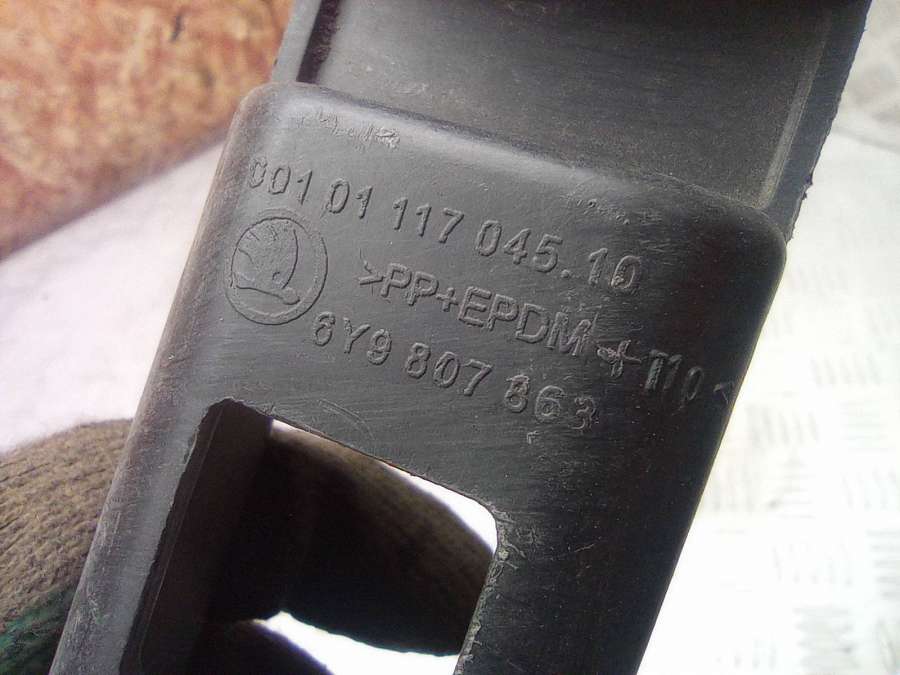 001 01 117 045.10
>PP+EPDM + T10 <
6Y9 807 863